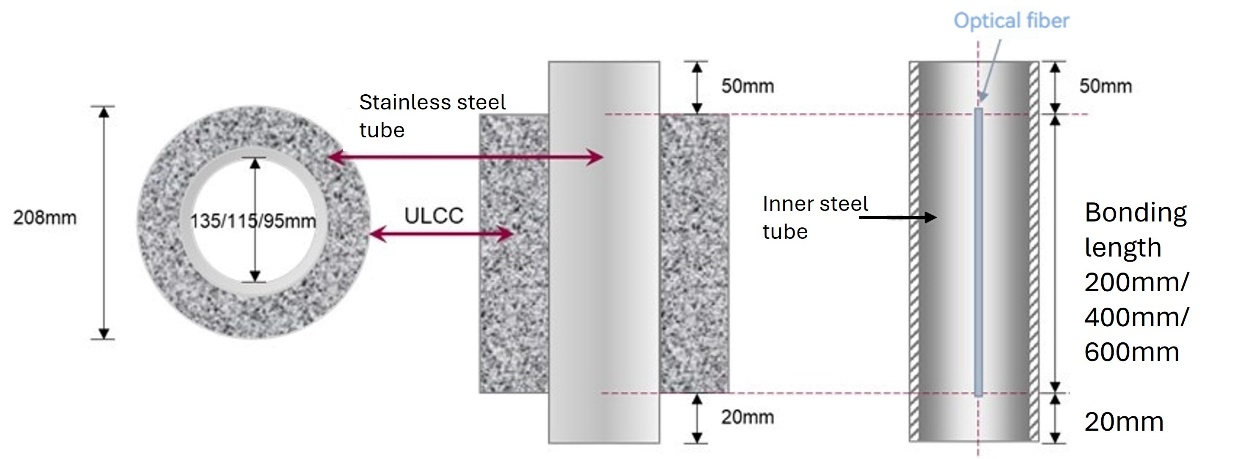 Optical fiber
50mm
50mm
Stainless steel
tube
208mm
135/115/95mm
ULCC
Inner steel
tube
Bonding
length
200mm/
400mm/
600mm
20mm
20mm